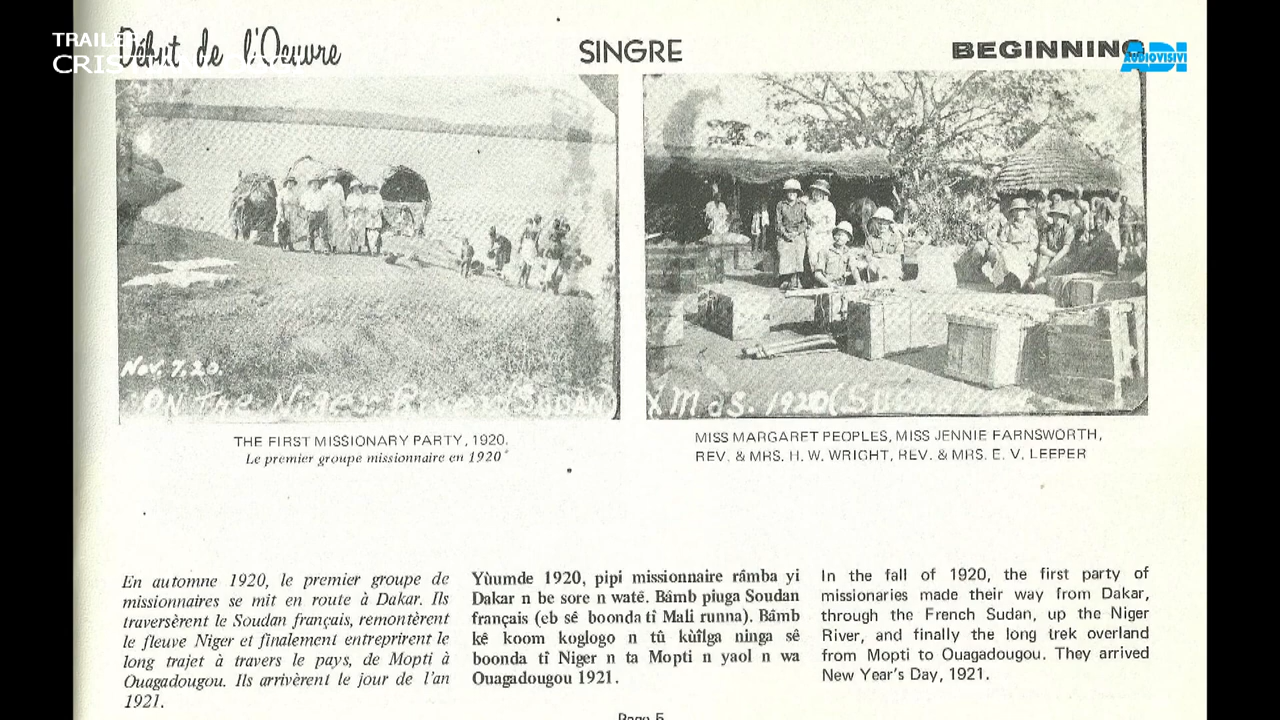 Début de l'Oeuvre
SINGRE
BEGINNING
TRAILER
ADI
AUDIOVISIVI
Nov. 7, 20.
ON The Niger River (SUDAN)
XMas. 1920
THE FIRST MISSIONARY PARTY, 1920.
Le premier groupe missionnaire en 1920
MISS MARGARET PEOPLES, MISS JENNIE FARNSWORTH,
REV. & MRS. H. W. WRIGHT, REV. & MRS. E. V. LEEPER
En automne 1920, le premier groupe de
missionnaires se mit en route à Dakar. Ils
traversèrent le Soudan français, remontèrent
le fleuve Niger et finalement entreprirent le
long trajet à travers le pays, de Mopti à
Ouagadougou. Ils arrivèrent le jour de l'an
1921.
Yùumde 1920, pipi missionnaire râmba yi
Dakar n be sore n watê. Bâmb piuga Soudan
français (eb sê boonda tî Mali runna). Bâmb
kê koom koglogo n tû kùilga ninga sê
boonda tî Niger n ta Mopti n yaol n wa
Ouagadougou 1921.
In the fall of 1920, the first party of
missionaries made their way from Dakar,
through the French Sudan, up the Niger
River, and finally the long trek overland
from Mopti to Ouagadougou. They arrived
New Year's Day, 1921.
Page 5